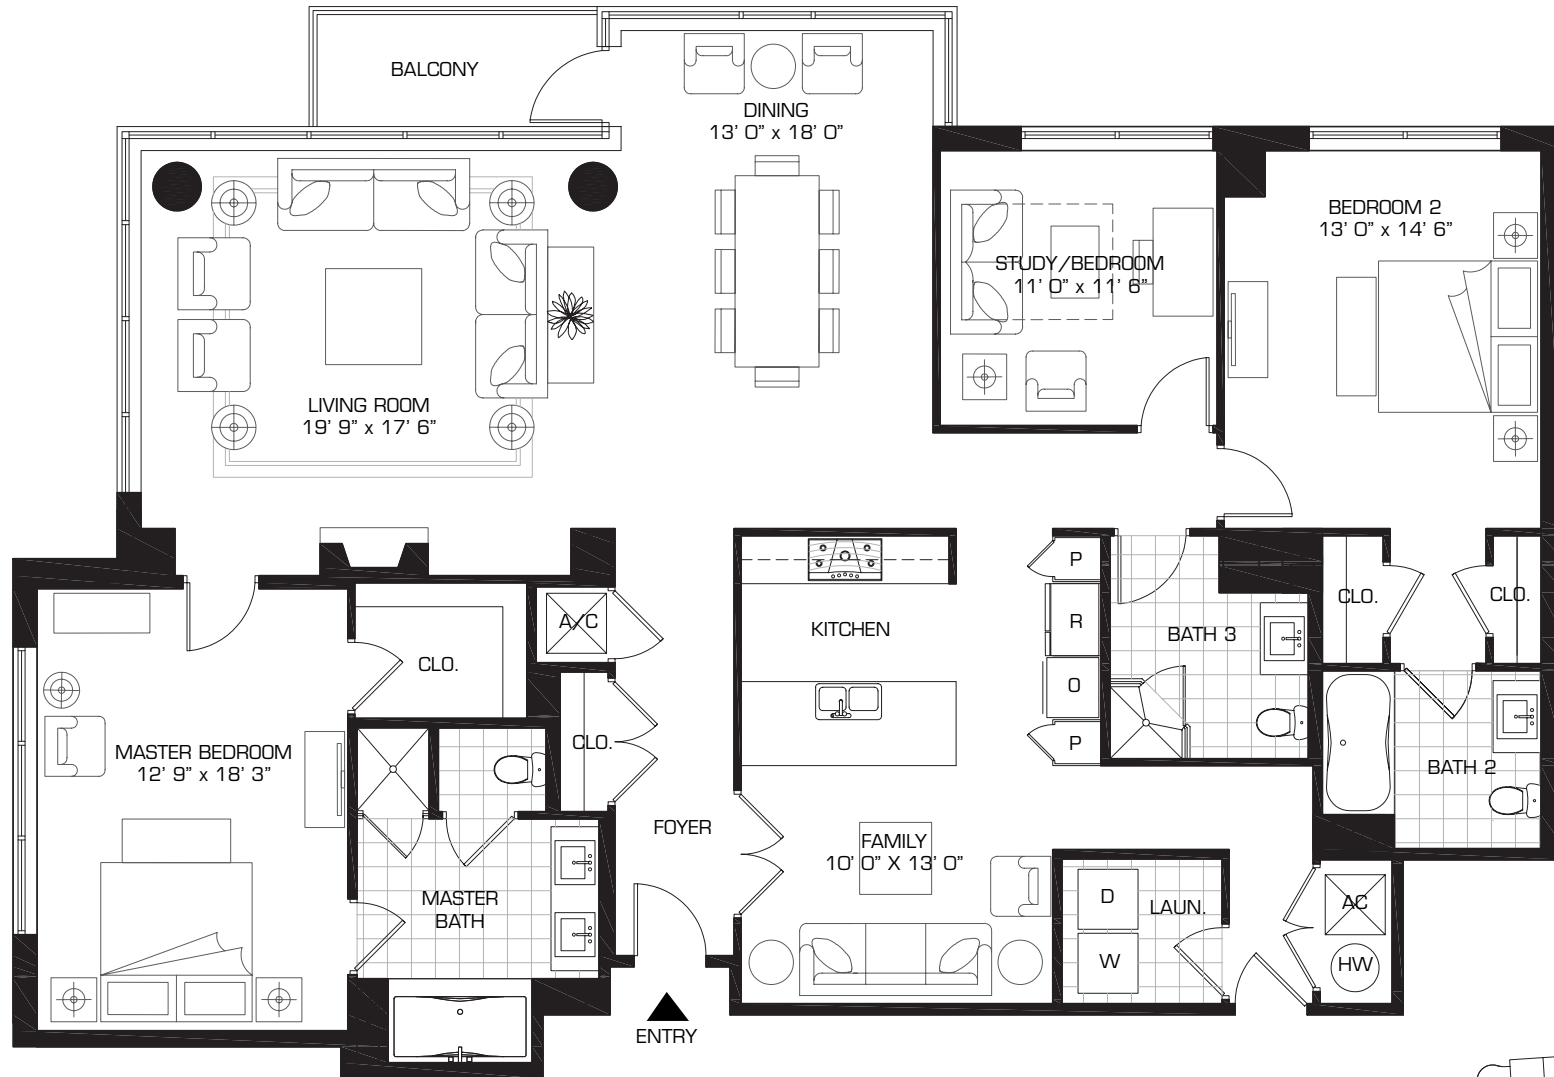 BALCONY
DINING
13' 0" x 18' 0"
BEDROOM 2
13' 0" x 14' 6"
STUDY/BEDROOM
11' 0" x 11' 6"
LIVING ROOM
19' 9" x 17' 6"
A/C
CLO.
KITCHEN
P
R
O
P
BATH 3
CLO.
CLO.
CLO.
MASTER BEDROOM
12' 9" x 18' 3"
BATH 2
FOYER
FAMILY
10' 0" X 13' 0"
MASTER
BATH
D
LAUN.
W
AC
HW
ENTRY